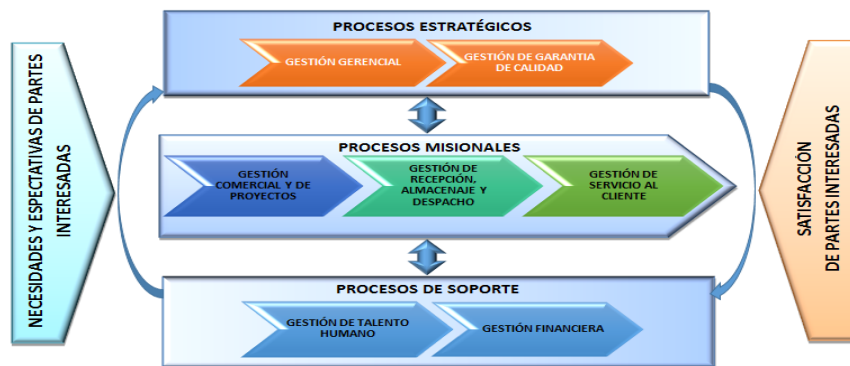 NECESIDADES Y ESPECTATIVAS DE PARTES
INTERESADAS
PROCESOS ESTRATÉGICOS
GESTIÓN GERENCIAL
GESTIÓN DE GARANTIA
DE CALIDAD
PROCESOS MISIONALES
GESTIÓN
COMERCIAL Y DE
PROYECTOS
GESTIÓN DE
RECEPCIÓN,
ALMACENAJE Y
DESPACHO
GESTIÓN DE
SERVICIO AL
CLIENTE
PROCESOS DE SOPORTE
GESTIÓN DE TALENTO
HUMANO
GESTIÓN FINANCIERA
SATISFACCIÓN
DE PARTES INTERESADAS